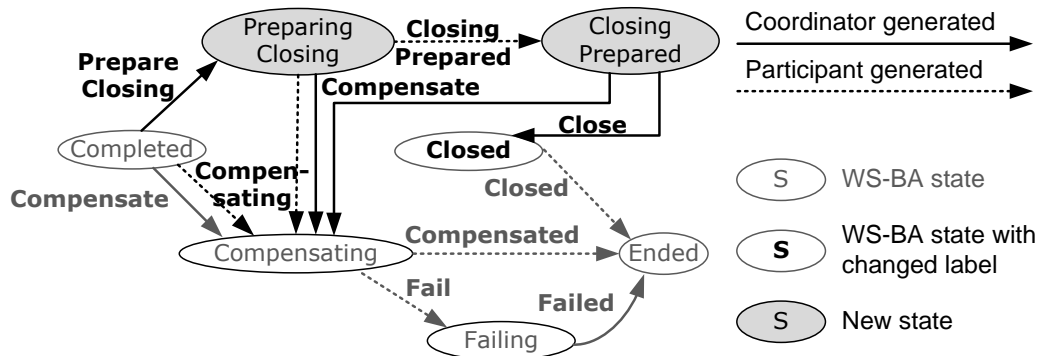 Preparing
Closing
Closing
Prepared
Closing
Prepared
Coordinator generated
Participant generated
Prepare
Closing
Compensate
Close
Completed
Closed
Compen-
sating
Compensate
Closed
S
WS-BA state
Compensating
Compensated
Ended
S
WS-BA state with
changed label
Fail
Failed
Failing
S
New state